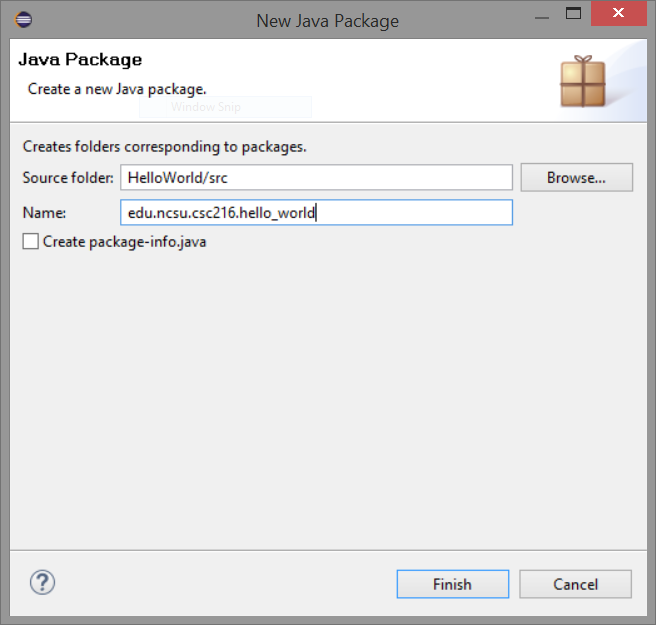 New Java Package
Java Package
Create a new Java package.
Window Snip
Creates folders corresponding to packages.
Source folder: HelloWorld/src Browse...
Name: edu.ncsu.csc216.hello_world
Create package-info.java
? Finish Cancel